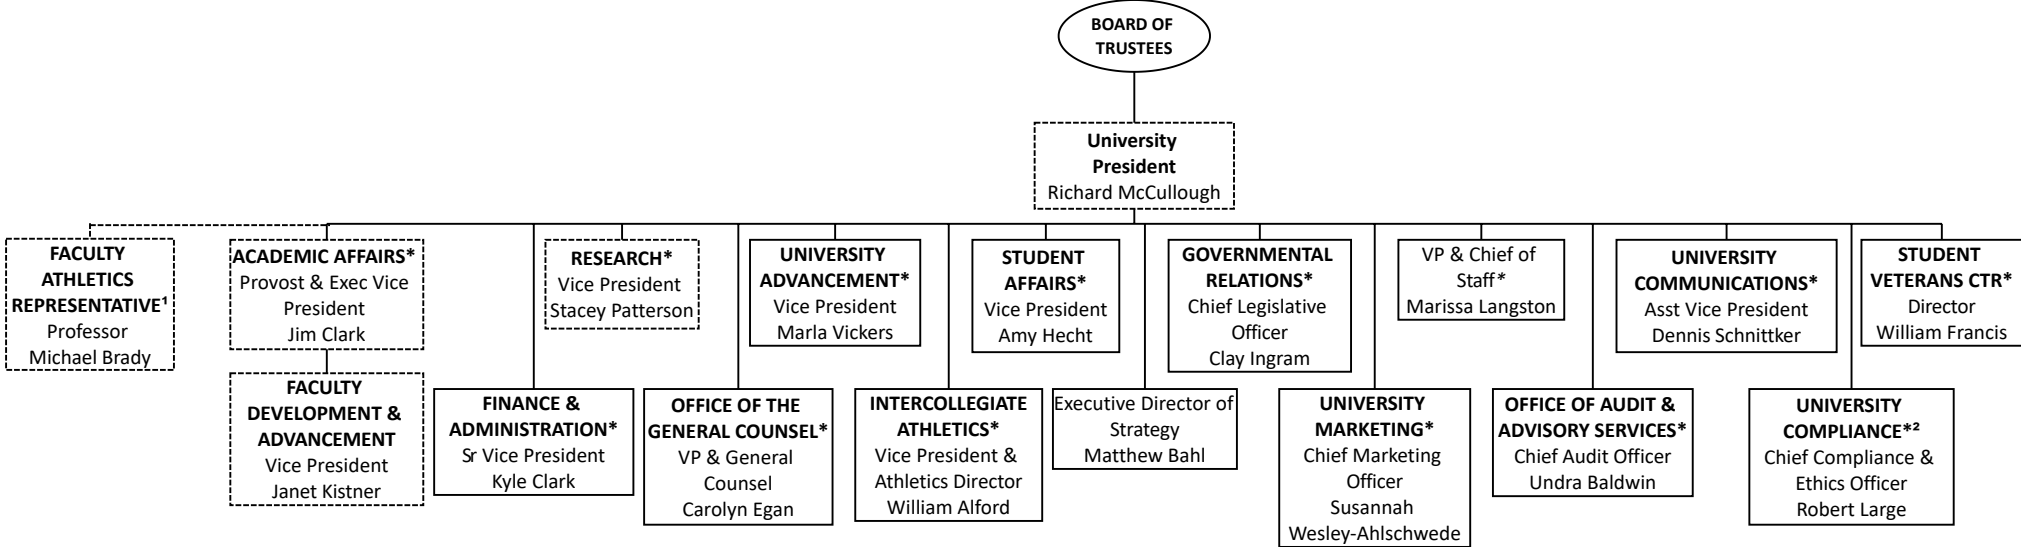 BOARD OF
TRUSTEES
University
President
Richard McCullough
FACULTY
ATHLETICS
REPRESENTATIVE¹
Professor
Michael Brady
ACADEMIC AFFAIRS*
Provost & Exec Vice
President
Jim Clark
RESEARCH*
Vice President
Stacey Patterson
UNIVERSITY
ADVANCEMENT*
Vice President
Marla Vickers
STUDENT
AFFAIRS*
Vice President
Amy Hecht
GOVERNMENTAL
RELATIONS*
Chief Legislative
Officer
Clay Ingram
VP & Chief of
Staff*
Marissa Langston
UNIVERSITY
COMMUNICATIONS*
Asst Vice President
Dennis Schnittker
STUDENT
VETERANS CTR*
Director
William Francis
FACULTY
DEVELOPMENT &
ADVANCEMENT
Vice President
Janet Kistner
FINANCE &
ADMINISTRATION*
Sr Vice President
Kyle Clark
OFFICE OF THE
GENERAL COUNSEL*
VP & General
Counsel
Carolyn Egan
INTERCOLLEGIATE
ATHLETICS*
Vice President &
Athletics Director
William Alford
Executive Director of
Strategy
Matthew Bahl
UNIVERSITY
MARKETING*
Chief Marketing
Officer
Susannah
Wesley-Ahlschwede
OFFICE OF AUDIT &
ADVISORY SERVICES*
Chief Audit Officer
Undra Baldwin
UNIVERSITY
COMPLIANCE*²
Chief Compliance &
Ethics Officer
Robert Large